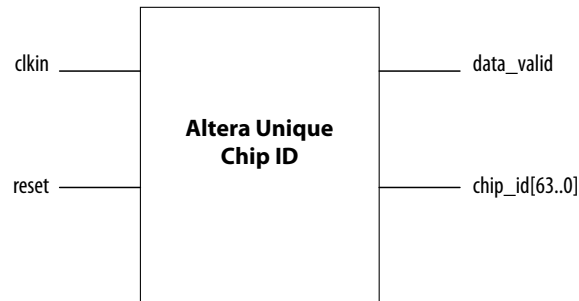 clkin
data_valid
Altera Unique
Chip ID
reset
chip_id[63..0]